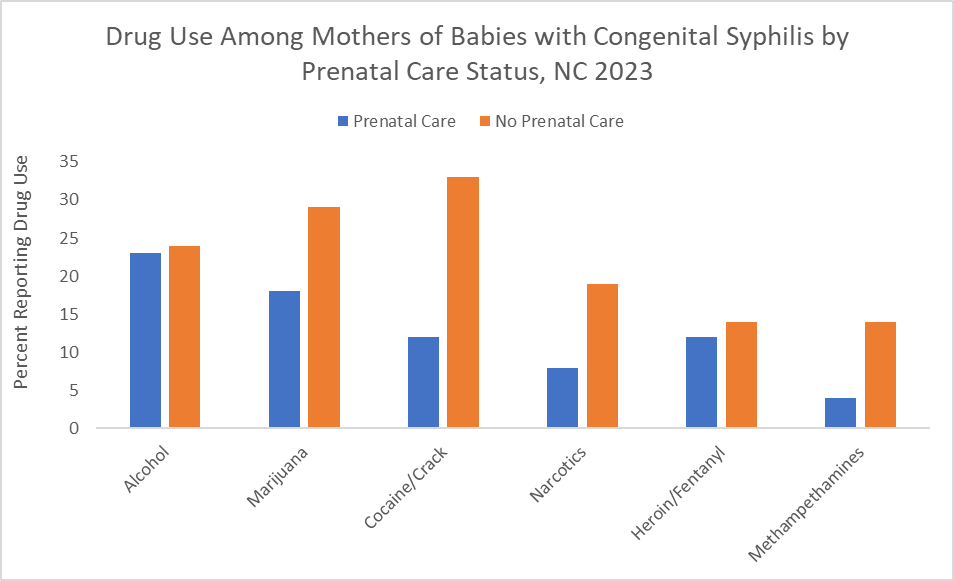 Drug Use Among Mothers of Babies with Congenital Syphilis by
Prenatal Care Status, NC 2023
Prenatal Care
No Prenatal Care
Percent Reporting Drug Use
35
30
25
20
15
10
5
0
Alcohol
Marijuana
Cocaine/Crack
Narcotics
Heroin/Fentanyl
Methampethamines